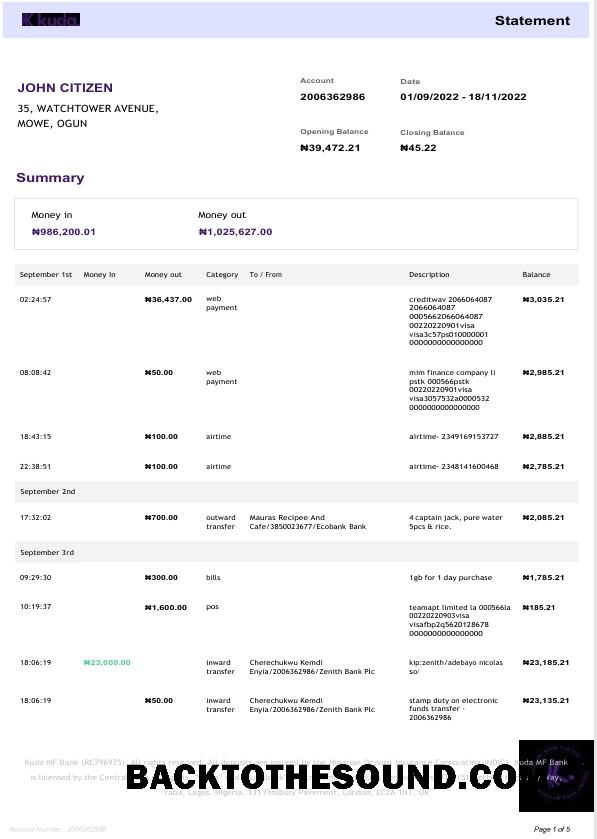 kuda.
Statement
JOHN CITIZEN
35, WATCHTOWER AVENUE,
MOWE, OGUN
Account
2006362986
Date
01/09/2022 - 18/11/2022
Opening Balance
₦39,472.21
Closing Balance
₦45.22
Summary
Money in
₦986,200.01
Money out
₦1,025,627.00
September 1st Money In Money out Category To / From Description Balance
02:24:57 ₦36,437.00 web creditwav 2066064087 ₦3,035.21
payment 2066064087
0005662066064087
00220220901visa
visa3c57ps010000001
0000000000000000
08:08:42 ₦50.00 web mim finance company li ₦2,985.21
payment pstk 000566pstk
00220220901visa
visa3057532a0000532
0000000000000000
18:43:15 ₦100.00 airtime airtime- 2349169153727 ₦2,885.21
22:38:51 ₦100.00 airtime airtime- 2348141600468 ₦2,785.21
September 2nd
17:32:02 ₦700.00 outward Mauras Recipee And 4 captain jack, pure water ₦2,085.21
transfer Cafe/3850023677/Ecobank Bank 5pcs & rice.
September 3rd
09:29:30 ₦300.00 bills 1gb for 1 day purchase ₦1,785.21
10:19:37 ₦1,600.00 pos teamapt limited la 000566la ₦185.21
00220220903visa
visafbp2q5620128678
0000000000000000
18:06:19 ₦23,000.00 inward Cherechukwu Kemdi kip:zenith/adebayo nicolas ₦23,185.21
transfer Enyia/2006362986/Zenith Bank Plc so/
18:06:19 ₦50.00 inward Cherechukwu Kemdi stamp duty on electronic ₦23,135.21
transfer Enyia/2006362986/Zenith Bank Plc funds transfer -
2006362986
Kuda MF Bank (RC796975). All rights reserved. All deposits are insured by the Nigerian Deposit Insurance Corporation (NDIC). Kuda MF Bank
is licensed by the Central
BACKTOTHESOUND.CO
Yaba, Lagos, Nigeria. 131 Finsbury Pavement, London, EC2A 1NT, UK
Account Number : 2006362986
Page 1 of 5